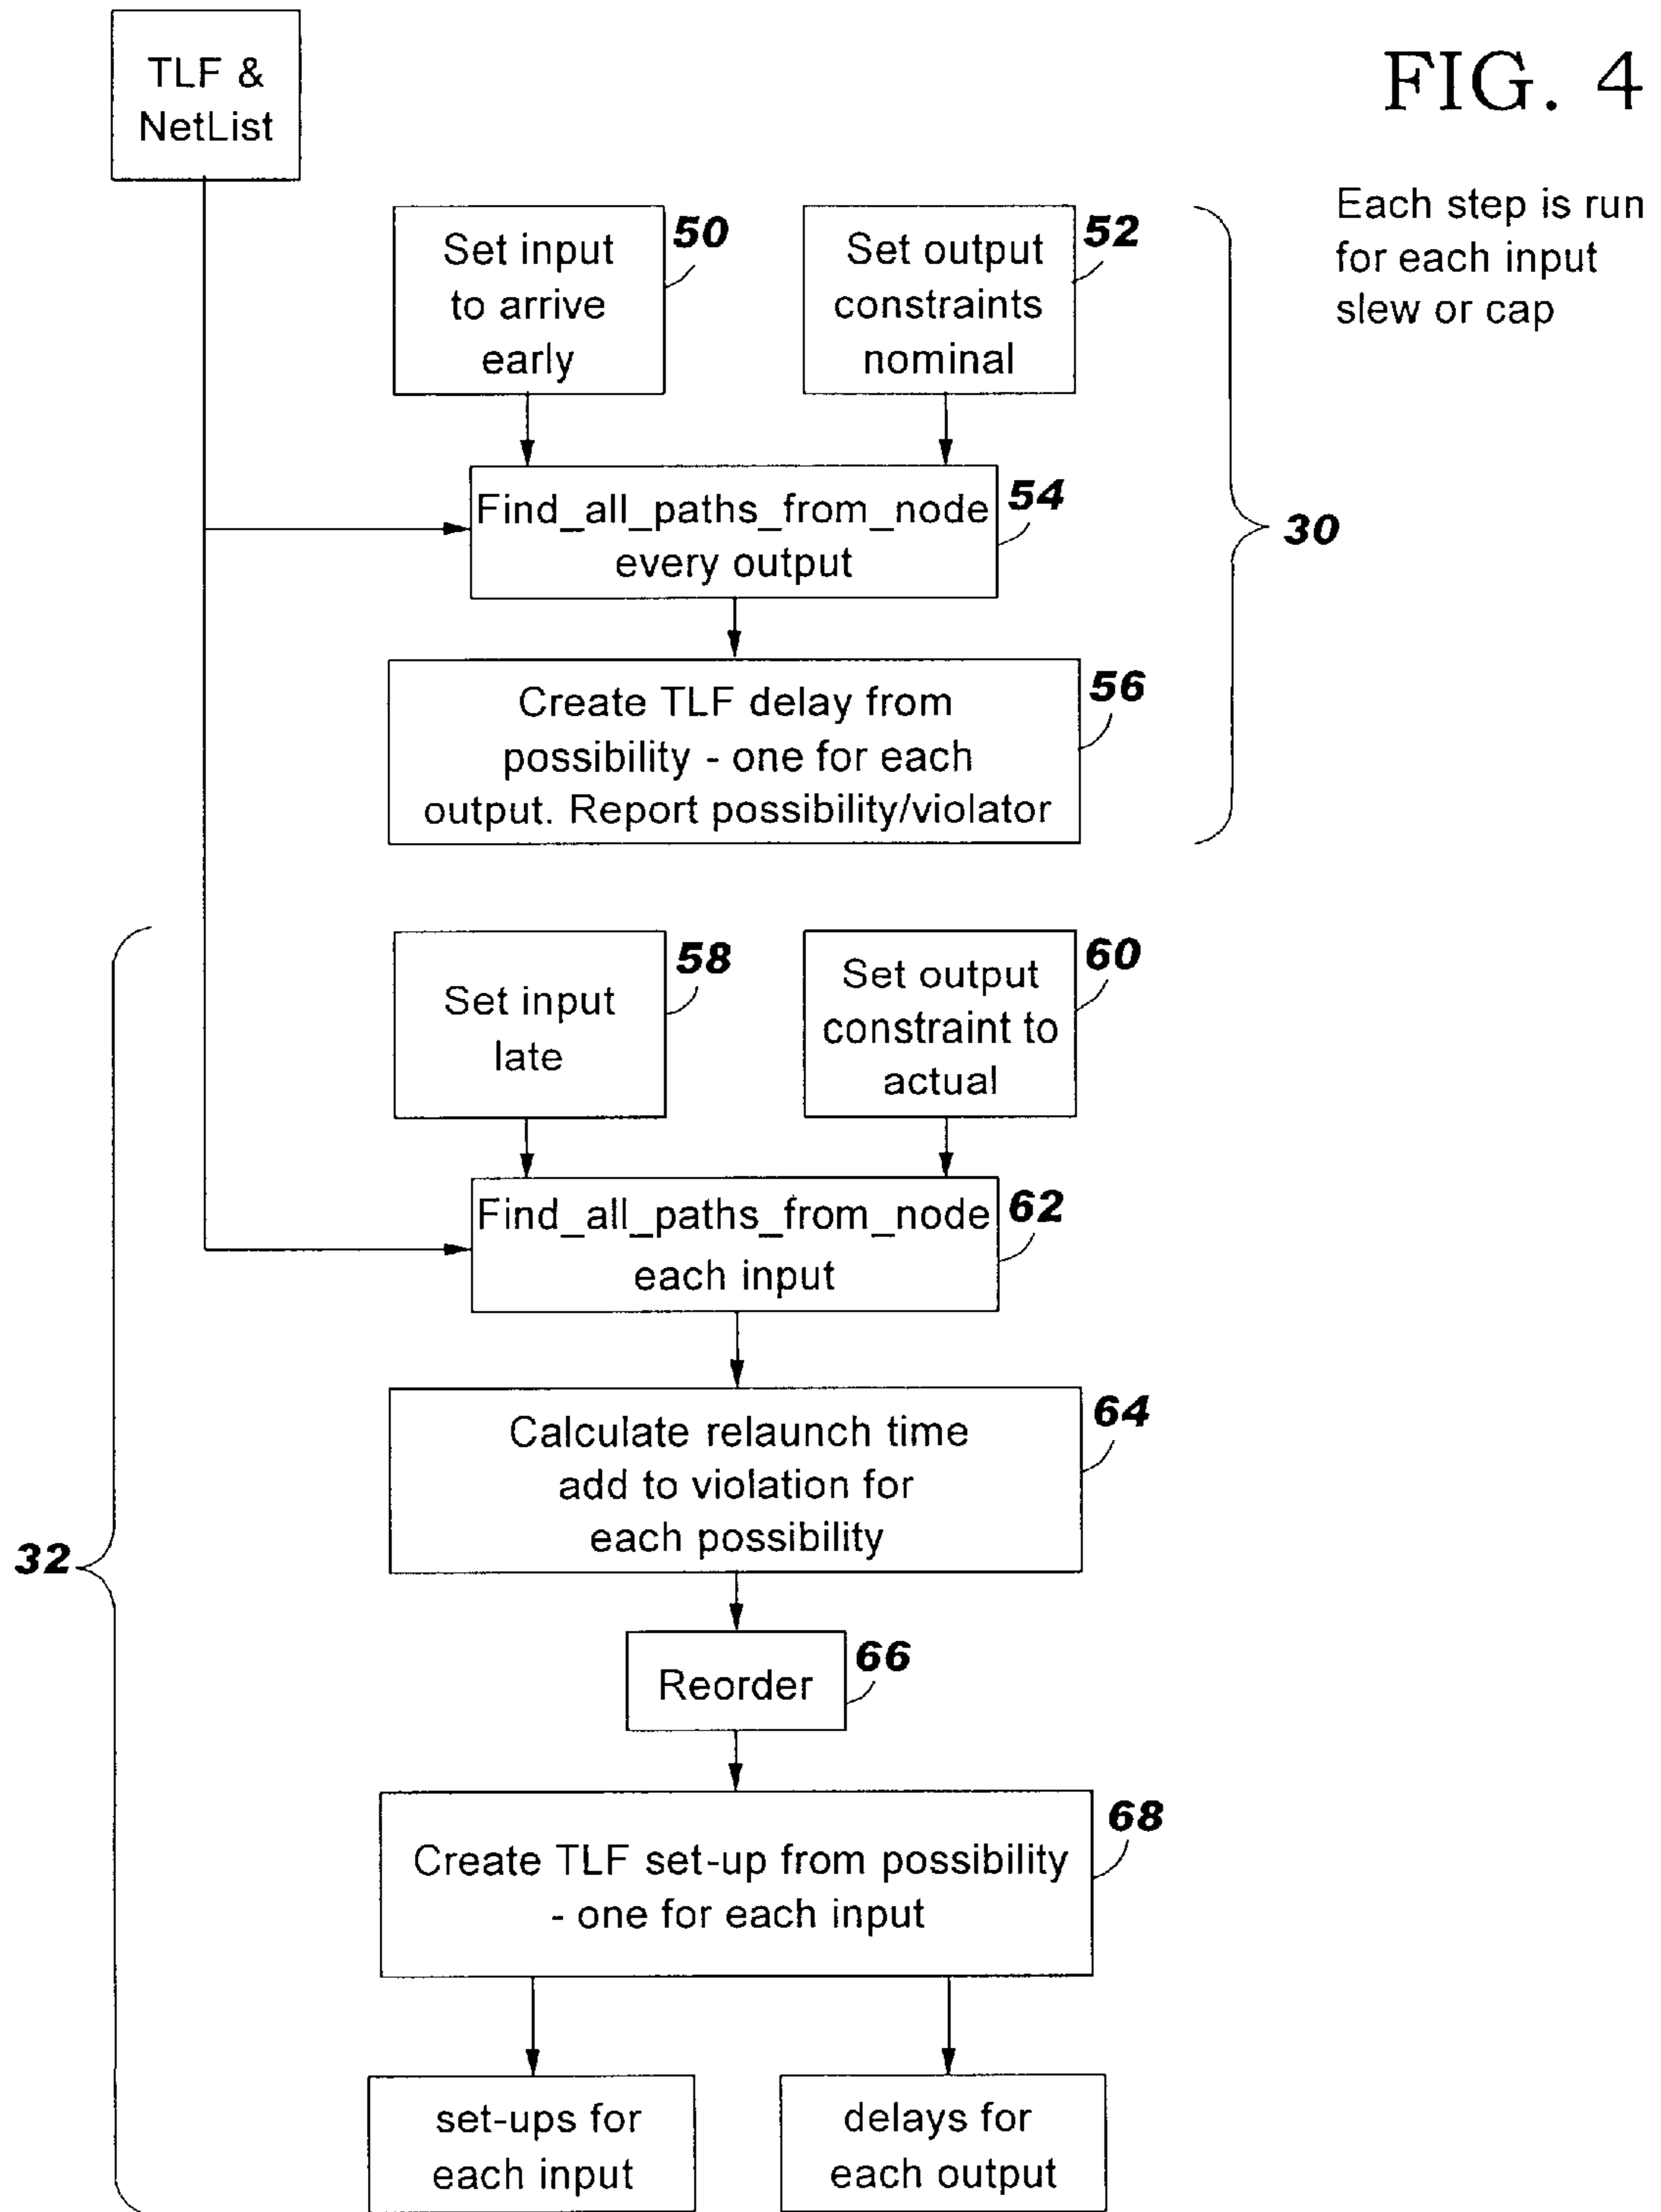 TLF &
NetList
FIG. 4
Each step is run
for each input
slew or cap
Set input
to arrive
early
50
Set output
constraints
nominal
52
Find_all_paths_from_node
every output
54
30
Create TLF delay from
possibility - one for each
output. Report possibility/violator
56
Set input
late
58
Set output
constraint to
actual
60
Find_all_paths_from_node
each input
62
Calculate relaunch time
add to violation for
each possibility
64
32
Reorder
66
Create TLF set-up from possibility
- one for each input
68
set-ups for
each input
delays for
each output